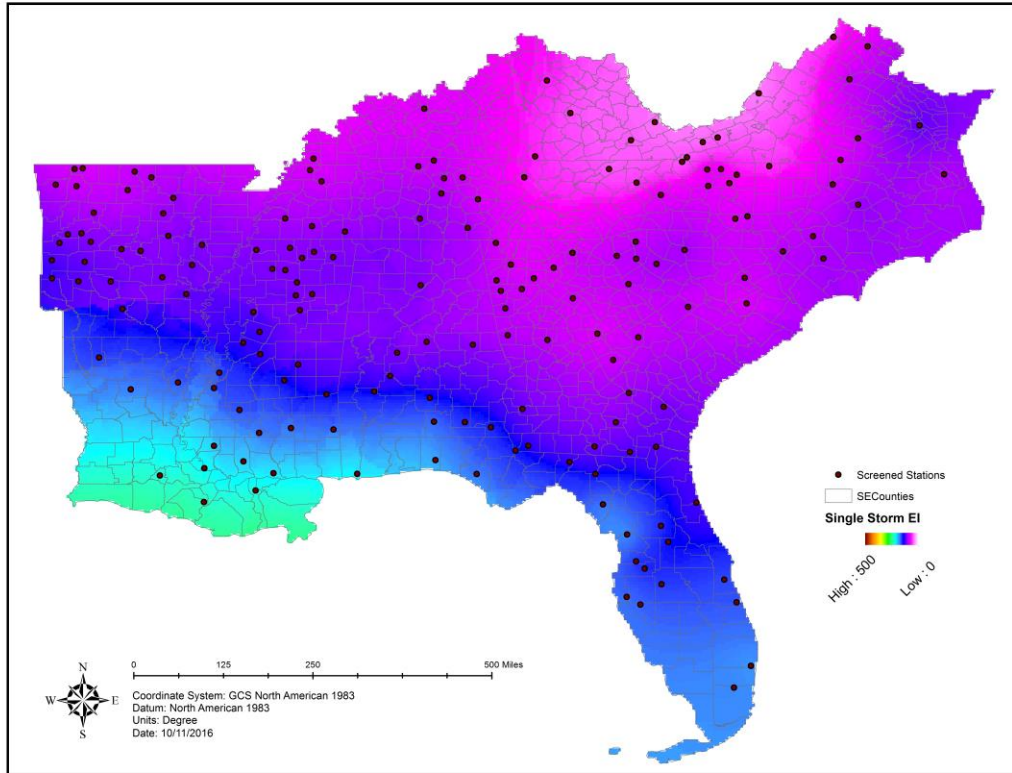 Screened Stations
SECounties
Single Storm EI
High : 500
Low : 0
0 125 250 500 Miles
N
W E
S
Coordinate System: GCS North American 1983
Datum: North American 1983
Units: Degree
Date: 10/11/2016